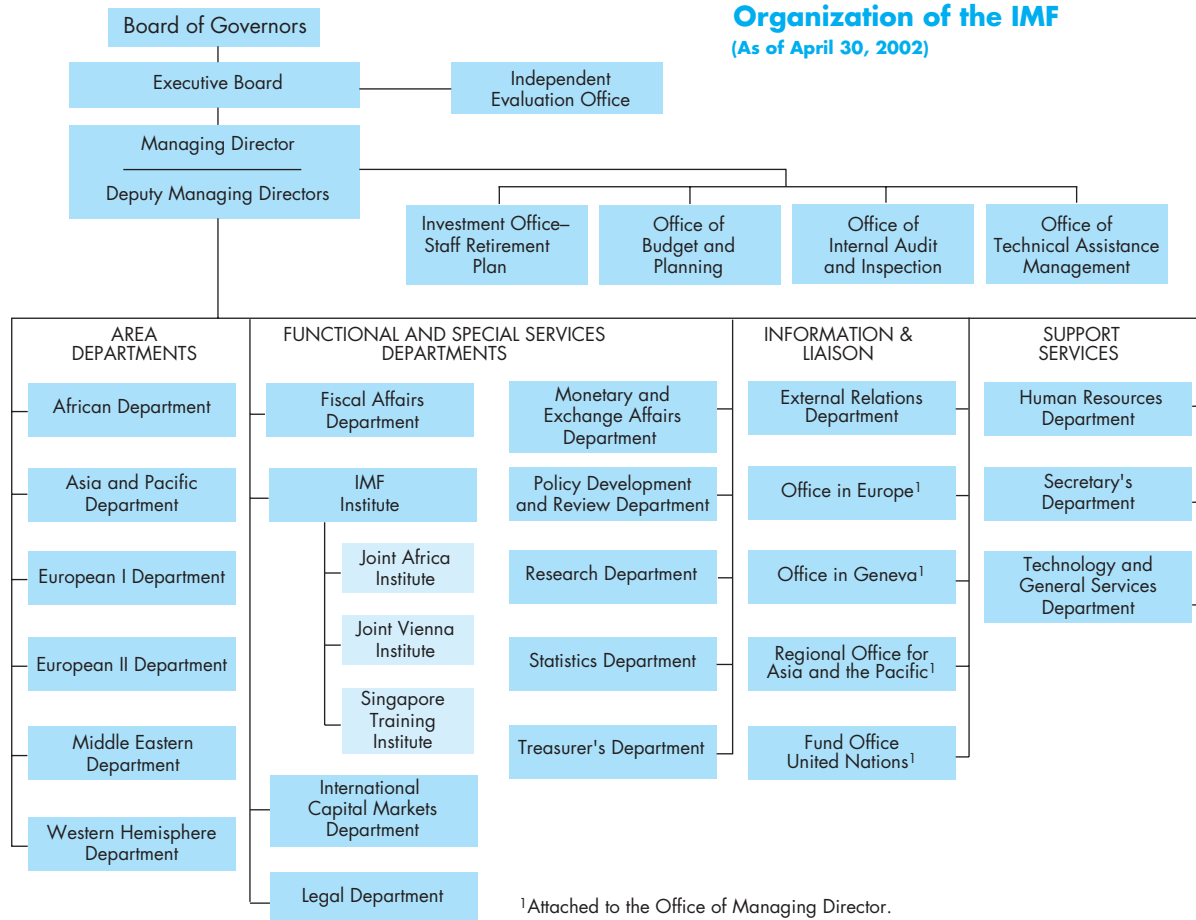 Organization of the IMF
(As of April 30, 2002)
Board of Governors
Executive Board
Independent
Evaluation Office
Managing Director
Deputy Managing Directors
Investment Office–
Staff Retirement
Plan
Office of
Budget and
Planning
Office of
Internal Audit
and Inspection
Office of
Technical Assistance
Management
AREA
DEPARTMENTS
African Department
Asia and Pacific
Department
European I Department
European II Department
Middle Eastern
Department
Western Hemisphere
Department
FUNCTIONAL AND SPECIAL SERVICES
DEPARTMENTS
Fiscal Affairs
Department
IMF
Institute
Joint Africa
Institute
Joint Vienna
Institute
Singapore
Training
Institute
International
Capital Markets
Department
Legal Department
Monetary and
Exchange Affairs
Department
Policy Development
and Review Department
Research Department
Statistics Department
Treasurer's Department
INFORMATION &
LIAISON
External Relations
Department
Office in Europe¹
Office in Geneva¹
Regional Office for
Asia and the Pacific¹
Fund Office
United Nations¹
SUPPORT
SERVICES
Human Resources
Department
Secretary's
Department
Technology and
General Services
Department
¹Attached to the Office of Managing Director.